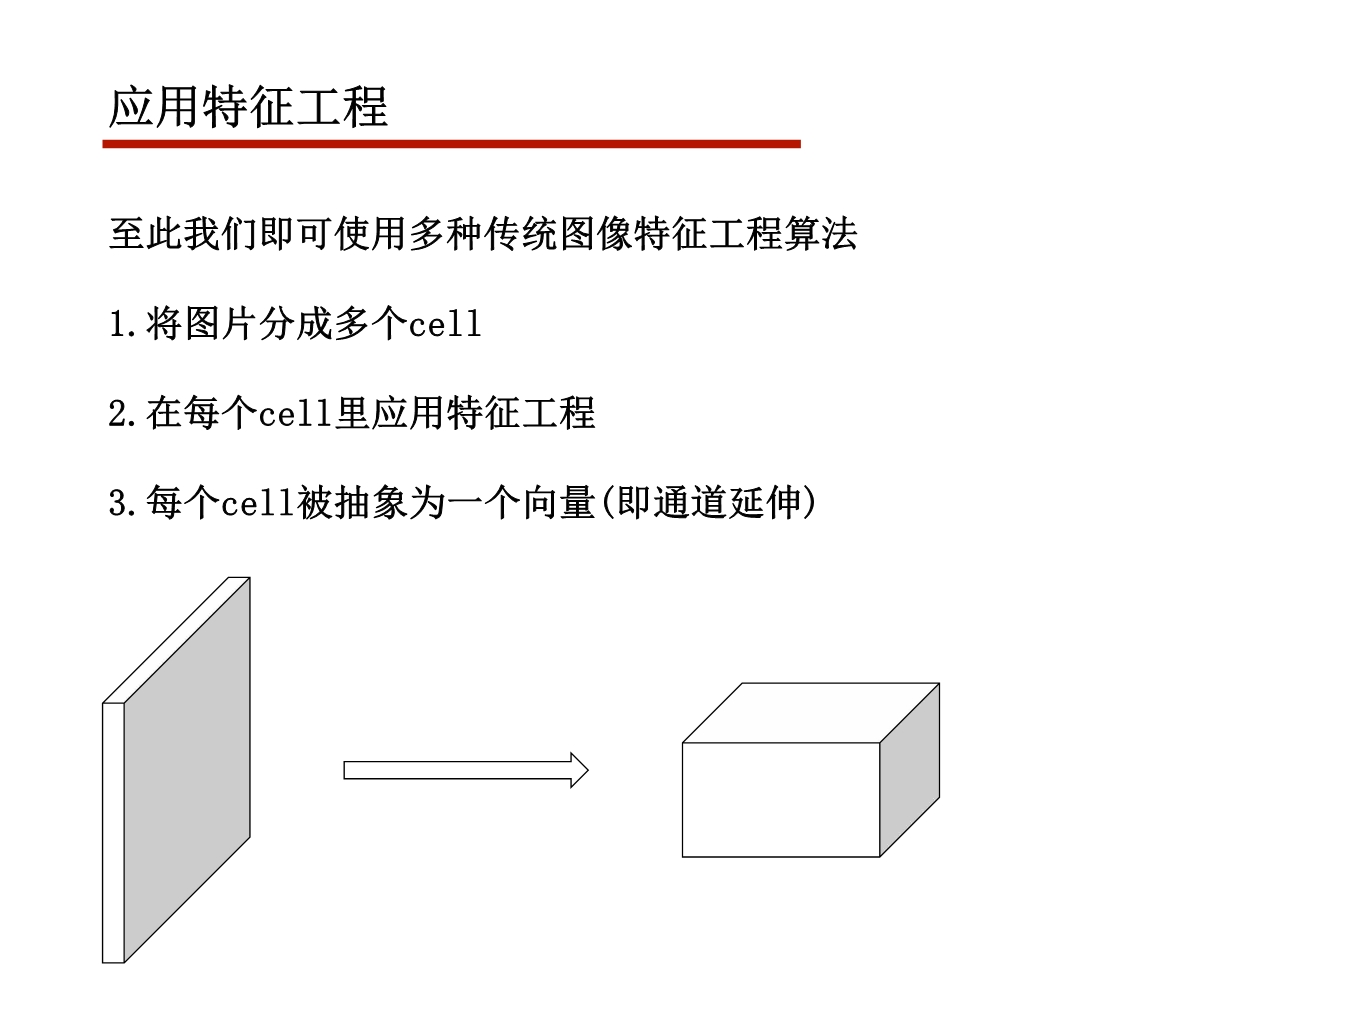 应用特征工程
至此我们即可使用多种传统图像特征工程算法
1.将图片分成多个cell
2.在每个cell里应用特征工程
3.每个cell被抽象为一个向量(即通道延伸)